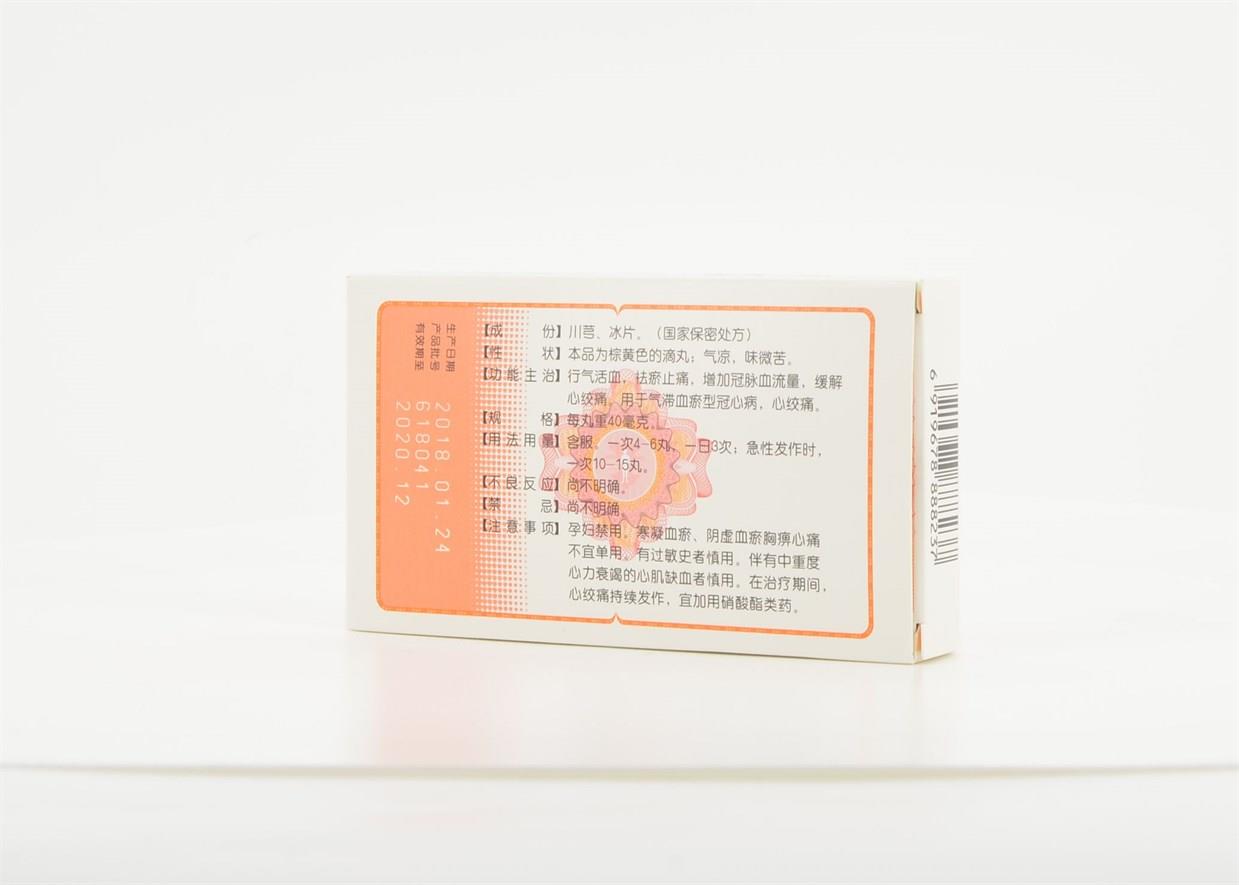 生产日期
产品批号
有效期至
2018.01.24
618041
2020.12
【成份】川芎、冰片。（国家保密处方）
【性状】本品为棕黄色的滴丸；气凉，味微苦。
【功能主治】行气活血，祛瘀止痛，增加冠脉血流量，缓解
心绞痛。用于气滞血瘀型冠心病，心绞痛。
【规格】每丸重40毫克。
【用法用量】含服。一次4-6丸，一日3次；急性发作时，
一次10-15丸。
【不良反应】尚不明确。
【禁忌】尚不明确。
【注意事项】孕妇禁用。寒凝血瘀、阴虚血瘀胸痹心痛
不宜单用。有过敏史者慎用。伴有中重度
心力衰竭的心肌缺血者慎用。在治疗期间，
心绞痛持续发作，宜加用硝酸酯类药。
6919678888237